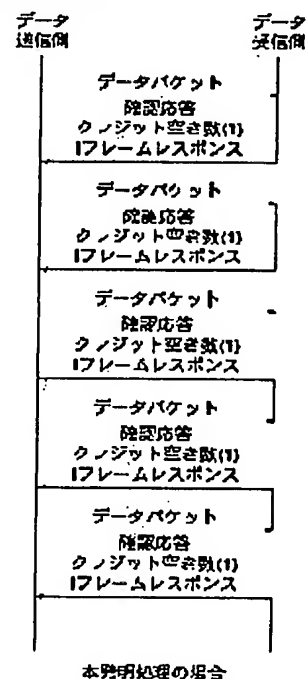 データ
送信側
データ
受信側
データパケット
確認応答
クレジット空き数(1)
Iフレームレスポンス
データパケット
確認応答
クレジット空き数(1)
Iフレームレスポンス
データパケット
確認応答
クレジット空き数(1)
Iフレームレスポンス
データパケット
確認応答
クレジット空き数(1)
Iフレームレスポンス
データパケット
確認応答
クレジット空き数(1)
Iフレームレスポンス
本発明処理の場合